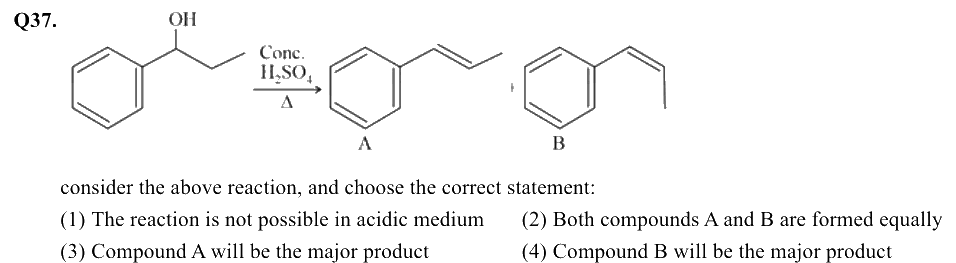 Q37.
OH
Conc.
H₂SO₄
Δ
+
A
B
consider the above reaction, and choose the correct statement:
(1) The reaction is not possible in acidic medium (2) Both compounds A and B are formed equally
(3) Compound A will be the major product (4) Compound B will be the major product